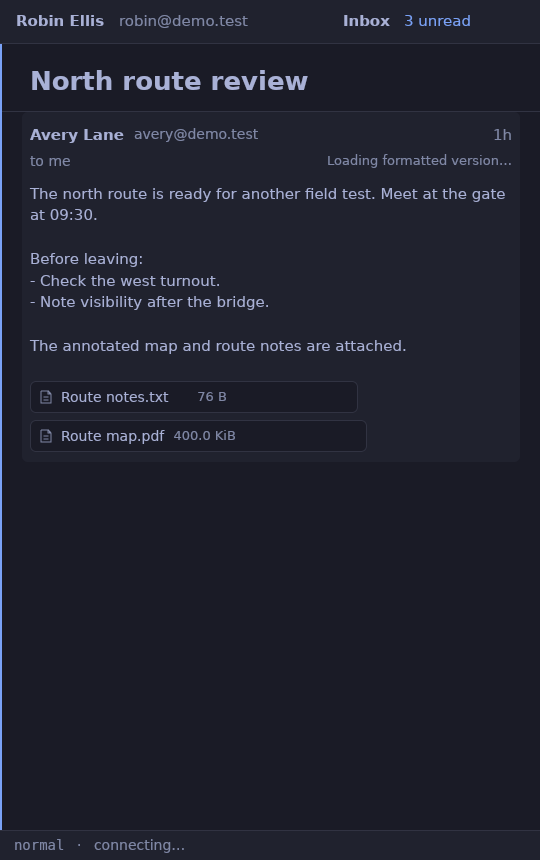 Robin Ellis robin@demo.test Inbox 3 unread
North route review
Avery Lane avery@demo.test 1h
to me Loading formatted version...
The north route is ready for another field test. Meet at the gate
at 09:30.
Before leaving:
- Check the west turnout.
- Note visibility after the bridge.
The annotated map and route notes are attached.
Route notes.txt 76 B
Route map.pdf 400.0 KiB
normal · connecting...